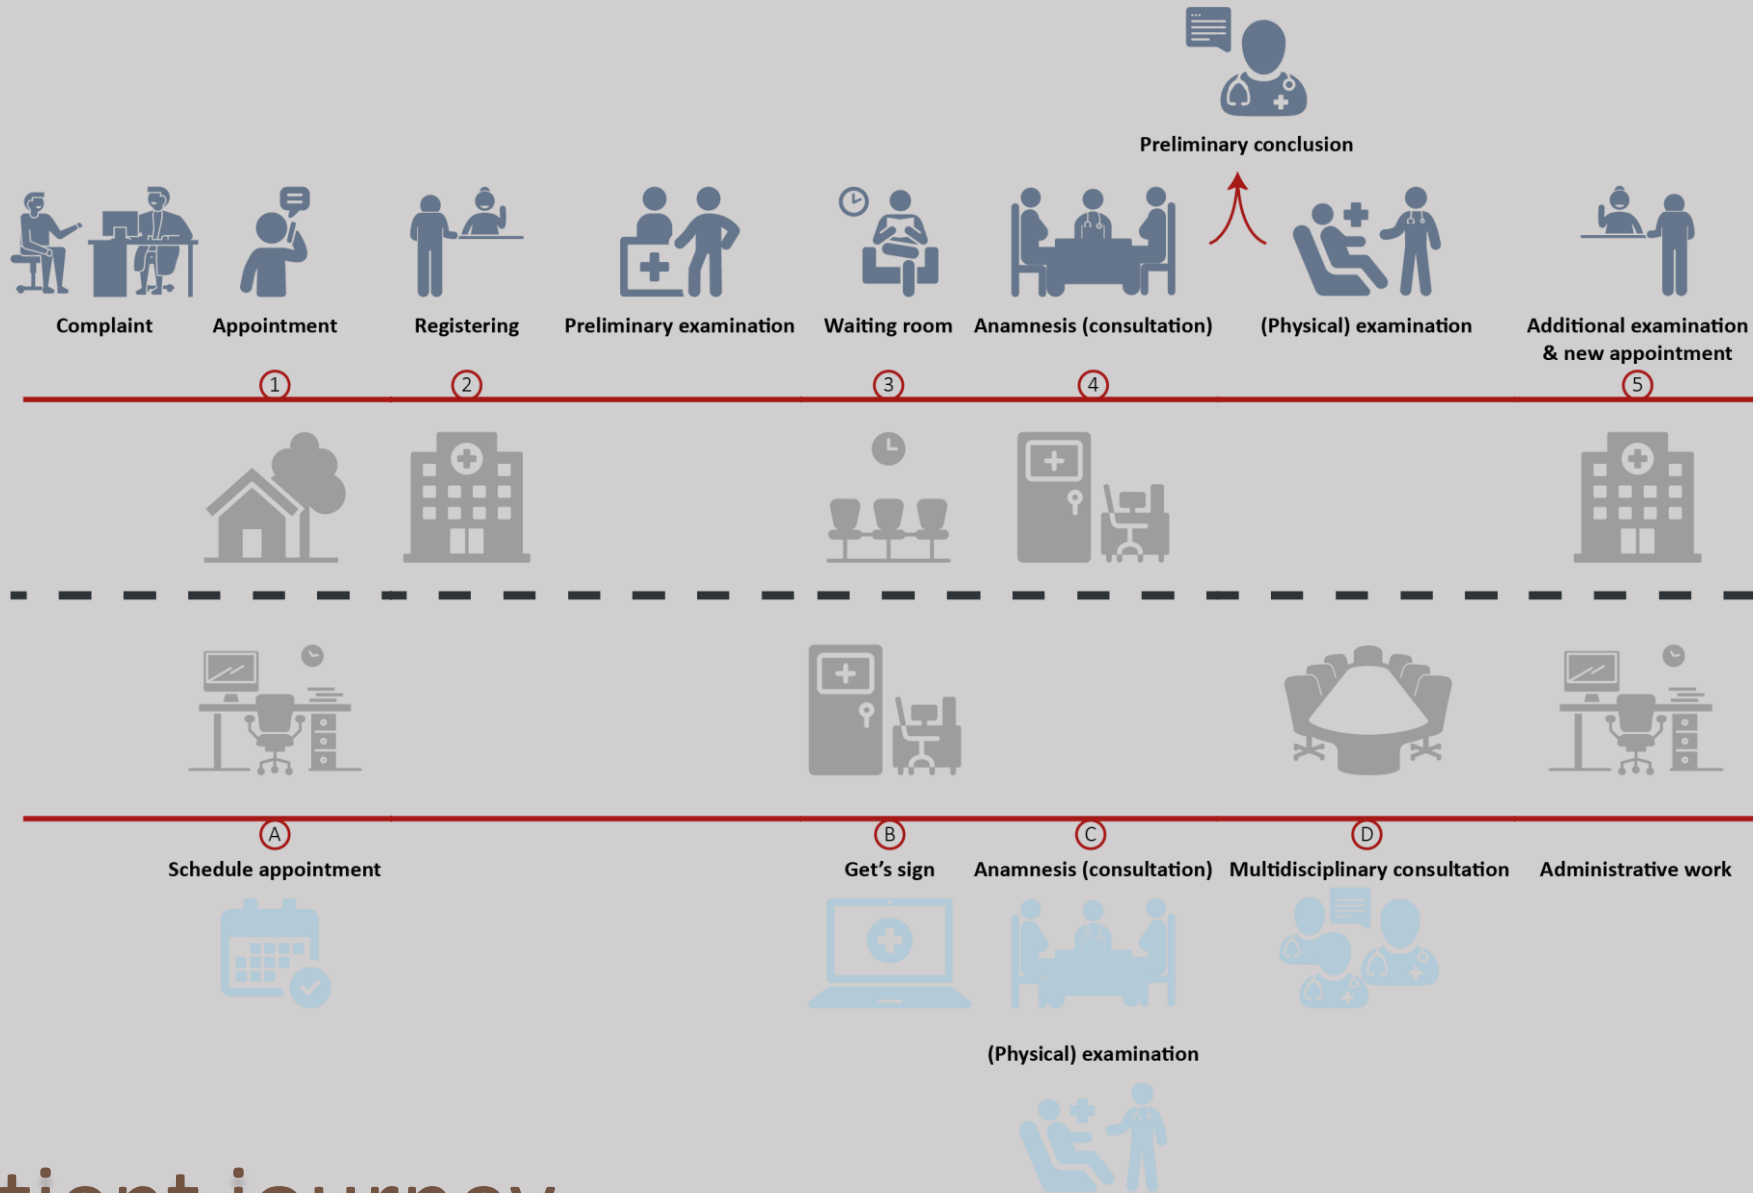 Preliminary conclusion
Complaint
Appointment
Registering
Preliminary examination
Waiting room
Anamnesis (consultation)
(Physical) examination
Additional examination
& new appointment
1
2
3
4
5
A
B
C
D
Schedule appointment
Get's sign
Anamnesis (consultation)
Multidisciplinary consultation
Administrative work
(Physical) examination
journey